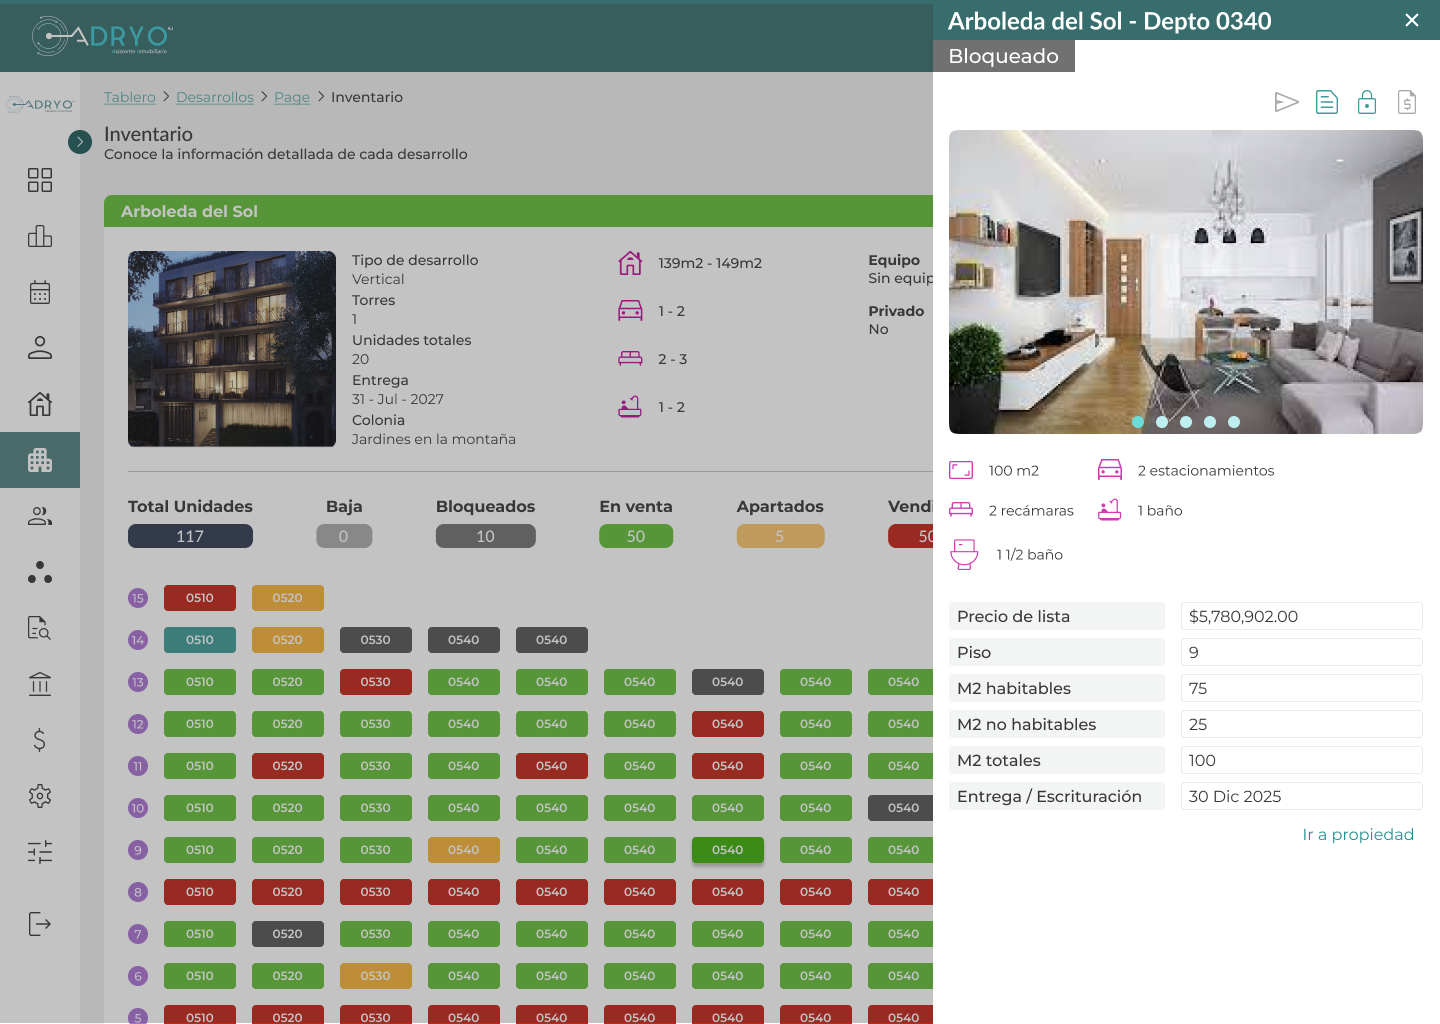 ADRYO
Asistente Inmobiliario
ADRYO
Tablero > Desarrollos > Page > Inventario
Inventario
Conoce la información detallada de cada desarrollo
Arboleda del Sol
Tipo de desarrollo
Vertical
Torres
1
Unidades totales
20
Entrega
31 - Jul - 2027
Colonia
Jardines en la montaña
139m2 - 149m2
1 - 2
2 - 3
1 - 2
Equipo
Sin equip
Privado
No
Total Unidades Baja Bloqueados En venta Apartados Vendi
117 0 10 50 5 50
15 0510 0520
14 0510 0520 0530 0540 0540
13 0510 0520 0530 0540 0540 0540 0540 0540 0540
12 0510 0520 0530 0540 0540 0540 0540 0540 0540
11 0510 0520 0530 0540 0540 0540 0540 0540 0540
10 0510 0520 0530 0540 0540 0540 0540 0540 0540
9 0510 0520 0530 0540 0540 0540 0540 0540 0540
8 0510 0520 0530 0540 0540 0540 0540 0540 0540
7 0510 0520 0530 0540 0540 0540 0540 0540 0540
6 0510 0520 0530 0540 0540 0540 0540 0540 0540
5 0510 0520 0530 0540 0540 0540 0540 0540 0540
Arboleda del Sol - Depto 0340
Bloqueado
100 m2 2 estacionamientos
2 recámaras 1 baño
1 1/2 baño
Precio de lista $5,780,902.00
Piso 9
M2 habitables 75
M2 no habitables 25
M2 totales 100
Entrega / Escrituración 30 Dic 2025
Ir a propiedad